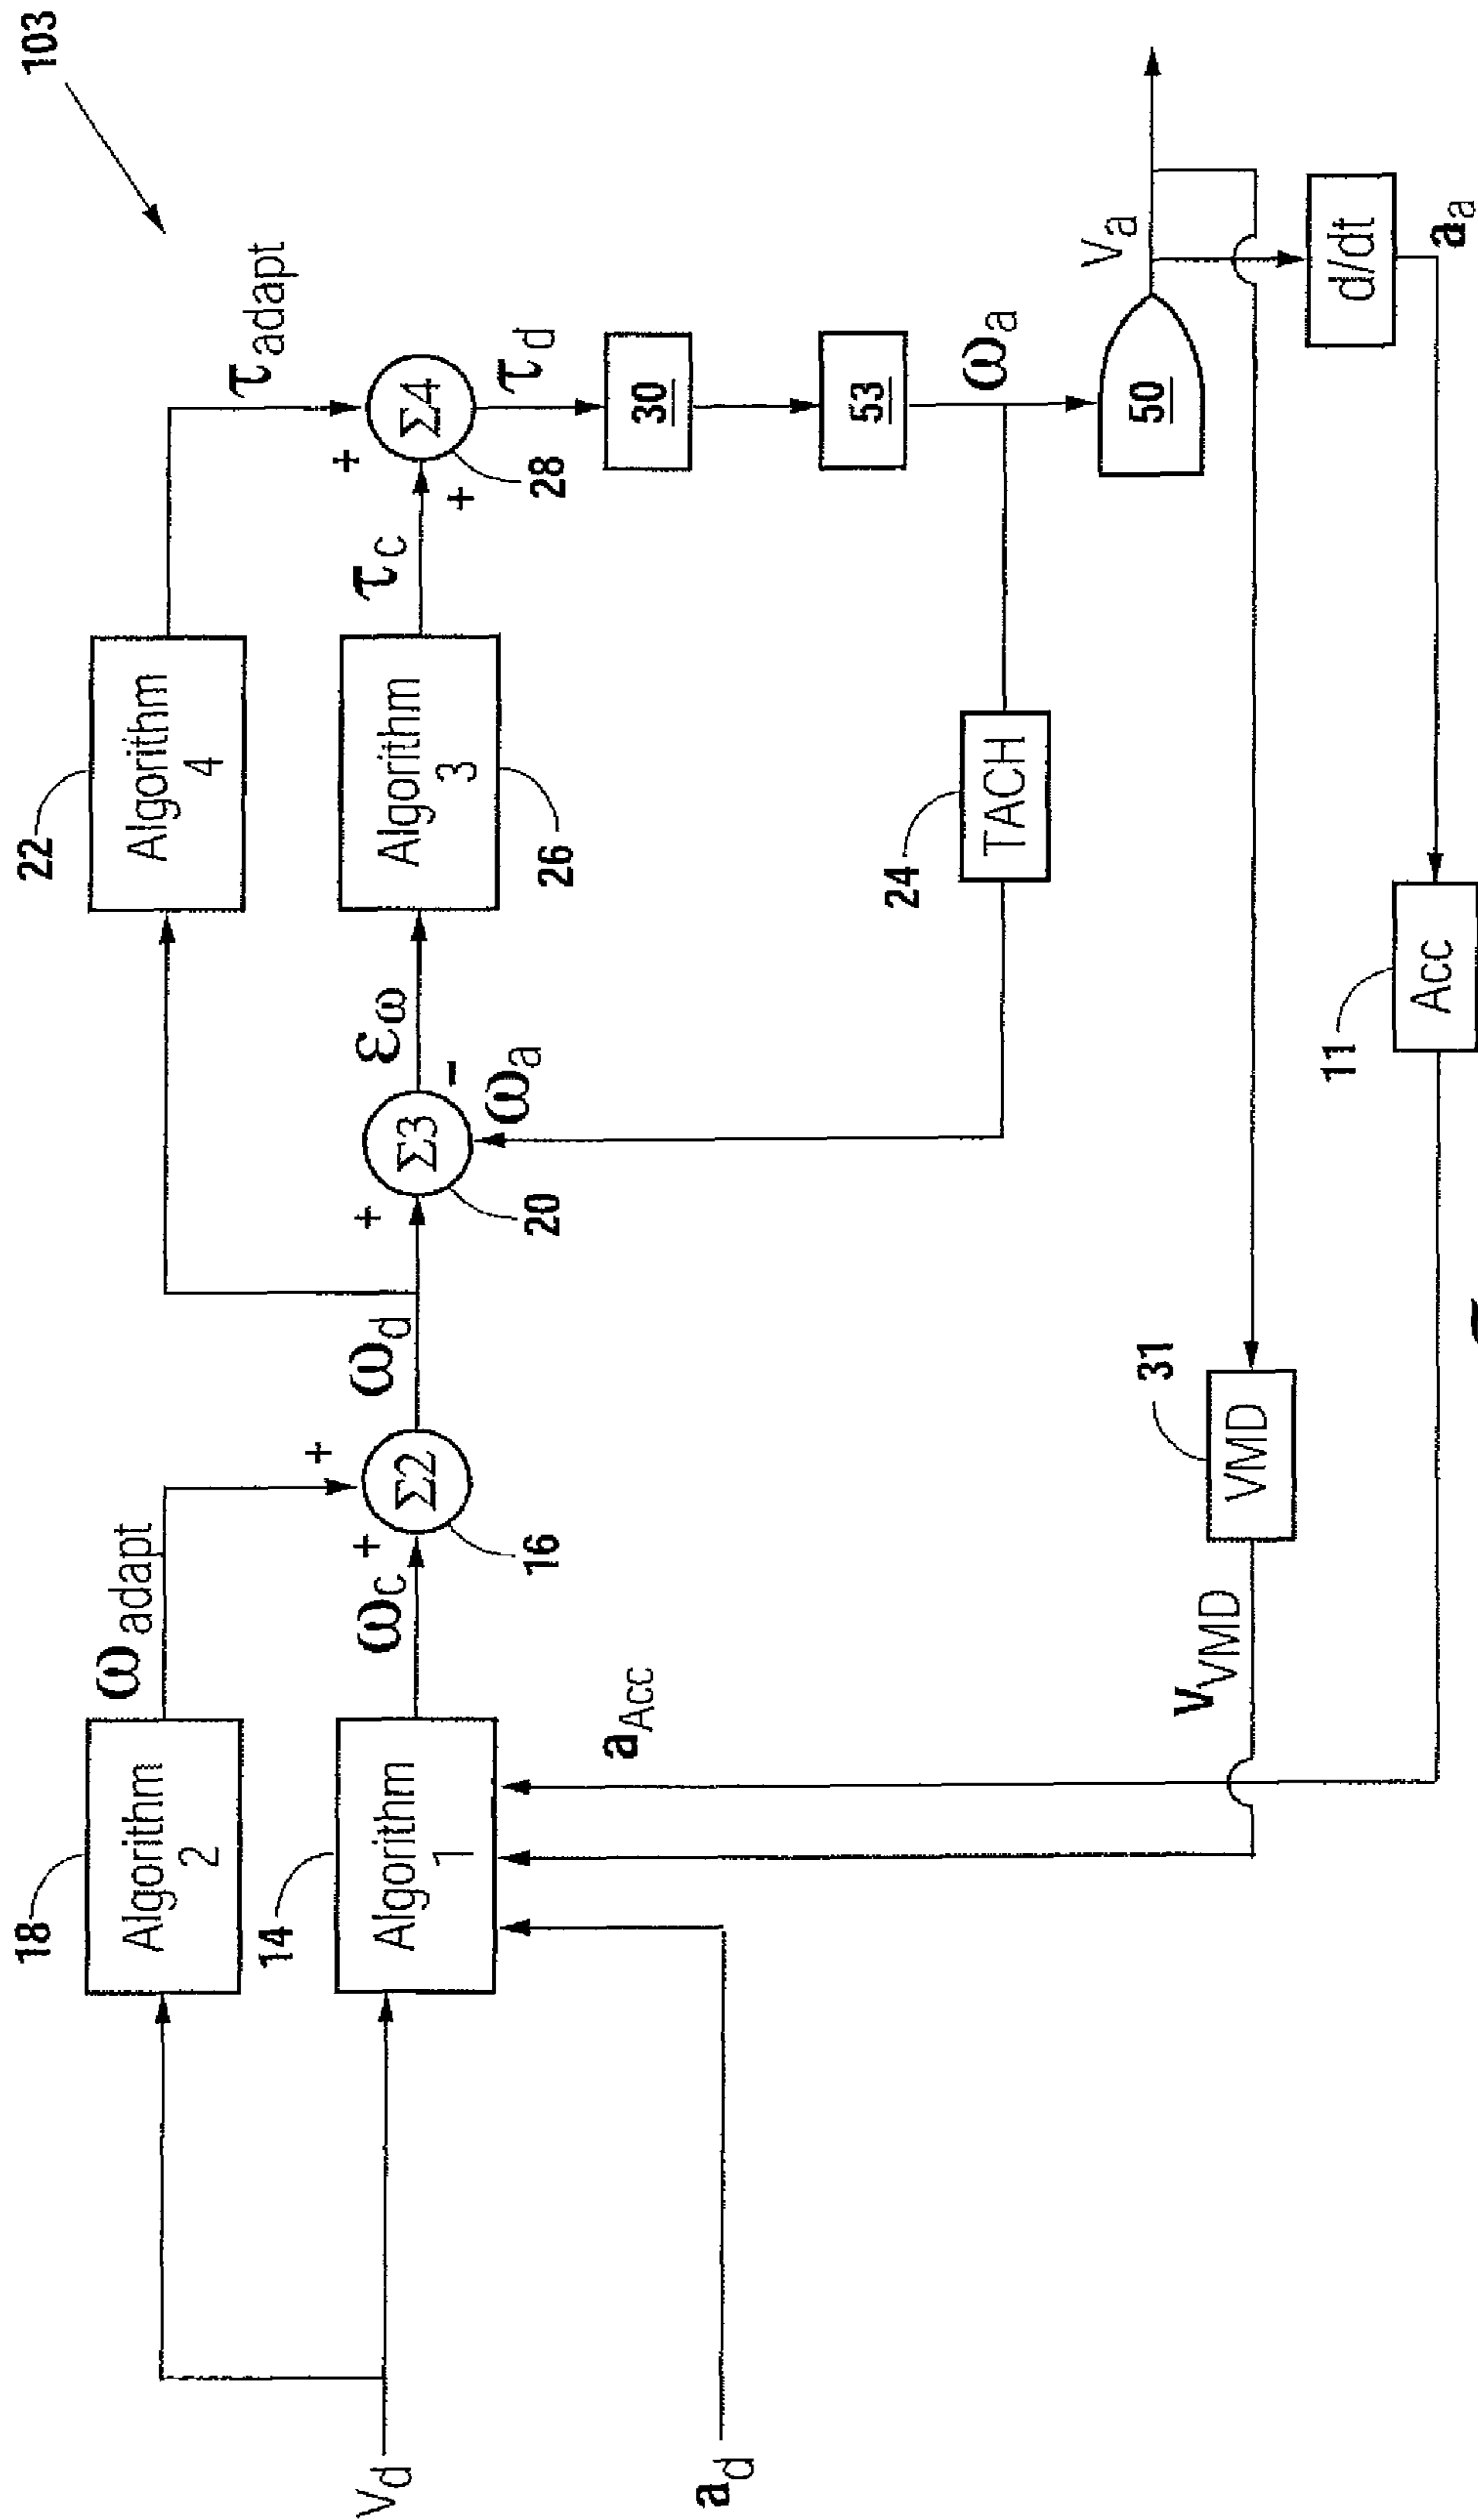 103
22
Algorithm
4
τadapt
18
Algorithm
2
ωadapt
+
+
Σ4
28
+
τd
Vd
14
Algorithm
1
ωc
+
+
Σ2
16
ωd
+
Σ3
20
-
εω
ωa
26
Algorithm
3
τc
30
53
ωa
ad
aAcc
24
TACH
50
Va
VVMD
31
VMD
d/dt
aa
11
Acc